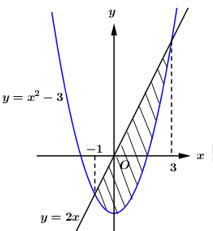 y
y = x² − 3
−1
O
x
3
y = 2x